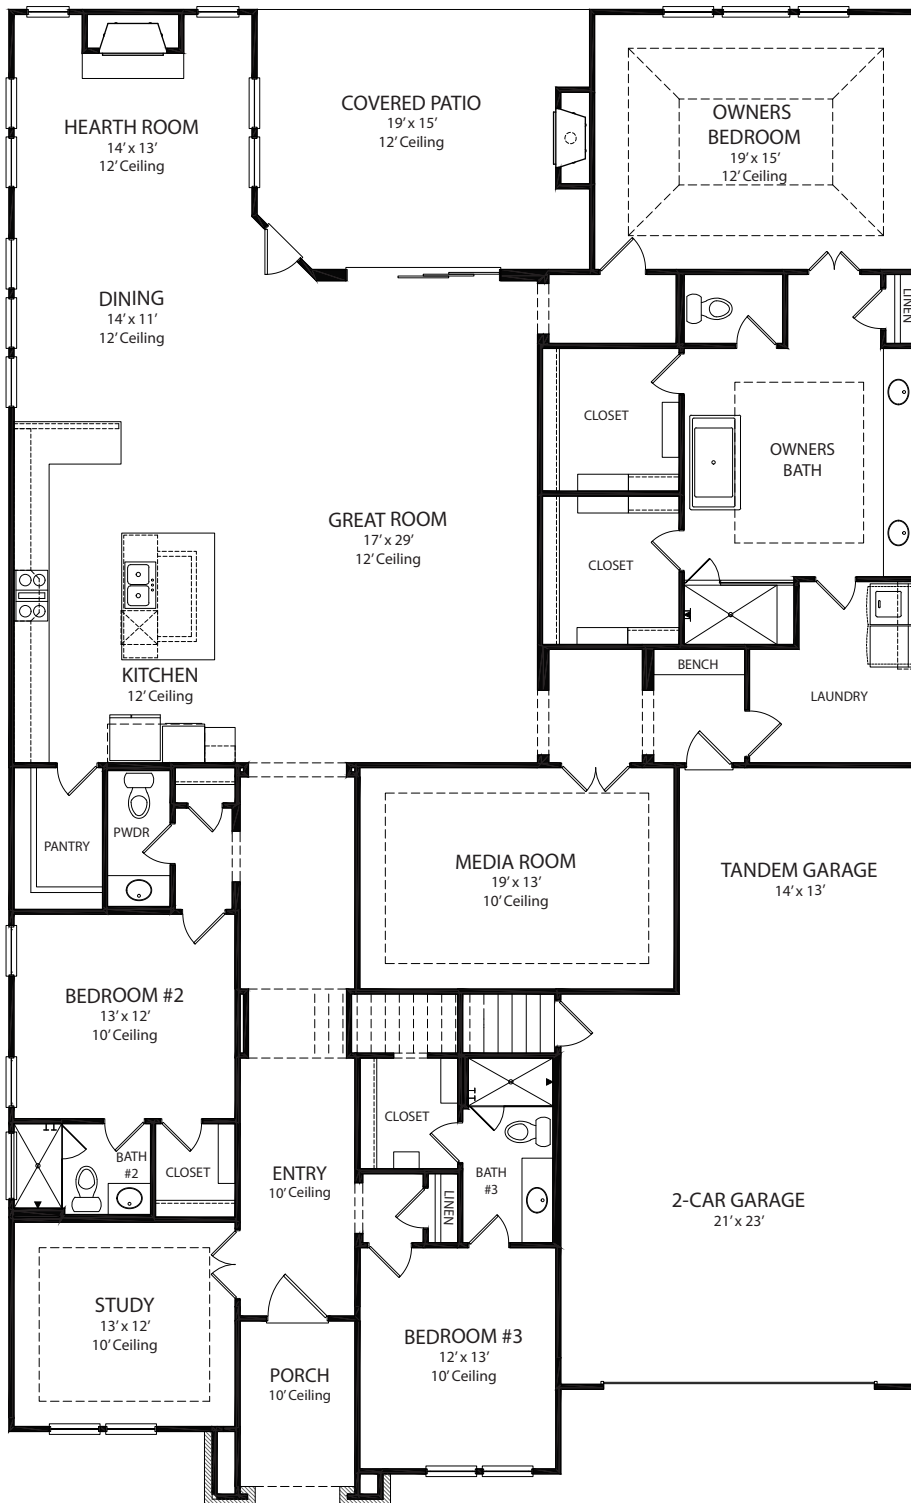 COVERED PATIO
19' x 15'
12' Ceiling
OWNERS
BEDROOM
19' x 15'
12' Ceiling
HEARTH ROOM
14' x 13'
12' Ceiling
DINING
14' x 11'
12' Ceiling
LINEN
CLOSET
OWNERS
BATH
GREAT ROOM
17' x 29'
12' Ceiling
CLOSET
KITCHEN
12' Ceiling
BENCH
LAUNDRY
PWDR
PANTRY
MEDIA ROOM
19' x 13'
10' Ceiling
TANDEM GARAGE
14' x 13'
BEDROOM #2
13' x 12'
10' Ceiling
CLOSET
BATH
#2
CLOSET
ENTRY
10' Ceiling
BATH
#3
LINEN
2-CAR GARAGE
21' x 23'
STUDY
13' x 12'
10' Ceiling
BEDROOM #3
12' x 13'
10' Ceiling
PORCH
10' Ceiling